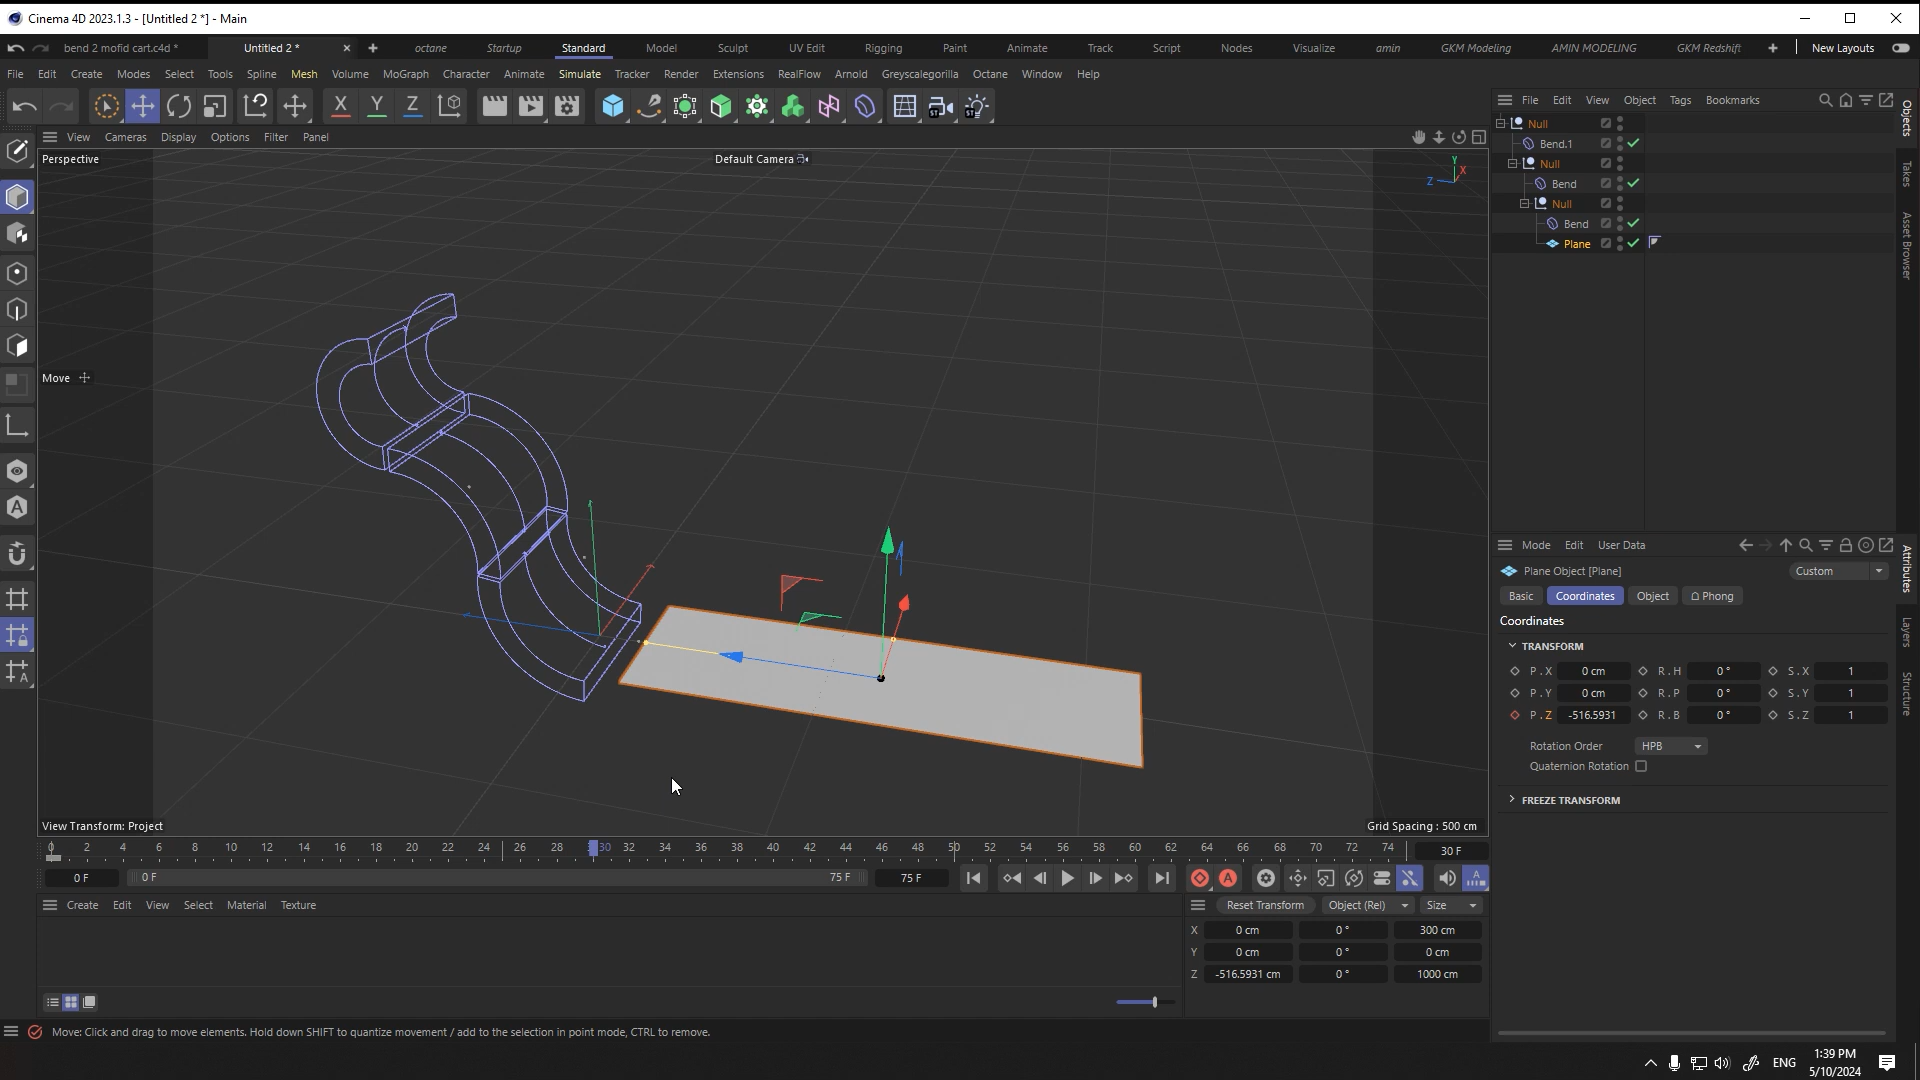 Cinema 4D 2023.1.3 - [Untitled 2 *] - Main
bend 2 mofid cart.c4d * Untitled 2 * octane Startup Standard Model Sculpt UV Edit Rigging Paint Animate Track Script Nodes Visualize amin GKM Modeling AMIN MODELING GKM Redshift New Layouts
File Edit Create Modes Select Tools Spline Mesh Volume MoGraph Character Animate Simulate Tracker Render Extensions RealFlow Arnold Greyscalegorilla Octane Window Help
X Y Z ST ST
File Edit View Object Tags Bookmarks
View Cameras Display Options Filter Panel
Perspective
Default Camera
Y
X
Z
Move
Null
Bend.1
Null
Bend
Null
Bend
Plane
Objects
Takes
Asset Browser
Attributes
Layers
Structure
Mode Edit User Data
Plane Object [Plane]
Custom
Basic Coordinates Object Phong
Coordinates
TRANSFORM
P . X 0 cm R . H 0 ° S . X 1
P . Y 0 cm R . P 0 ° S . Y 1
P . Z -516.5931 R . B 0 ° S . Z 1
Rotation Order HPB
Quaternion Rotation
FREEZE TRANSFORM
View Transform: Project
Grid Spacing : 500 cm
0 2 4 6 8 10 12 14 16 18 20 22 24 26 28 30 32 34 36 38 40 42 44 46 48 50 52 54 56 58 60 62 64 66 68 70 72 74 30 F
0 F 0 F 75 F 75 F
Create Edit View Select Material Texture
Reset Transform Object (Rel) Size
X 0 cm 0 ° 300 cm
Y 0 cm 0 ° 0 cm
Z -516.5931 cm 0 ° 1000 cm
Move: Click and drag to move elements. Hold down SHIFT to quantize movement / add to the selection in point mode, CTRL to remove.
ENG
1:39 PM
5/10/2024